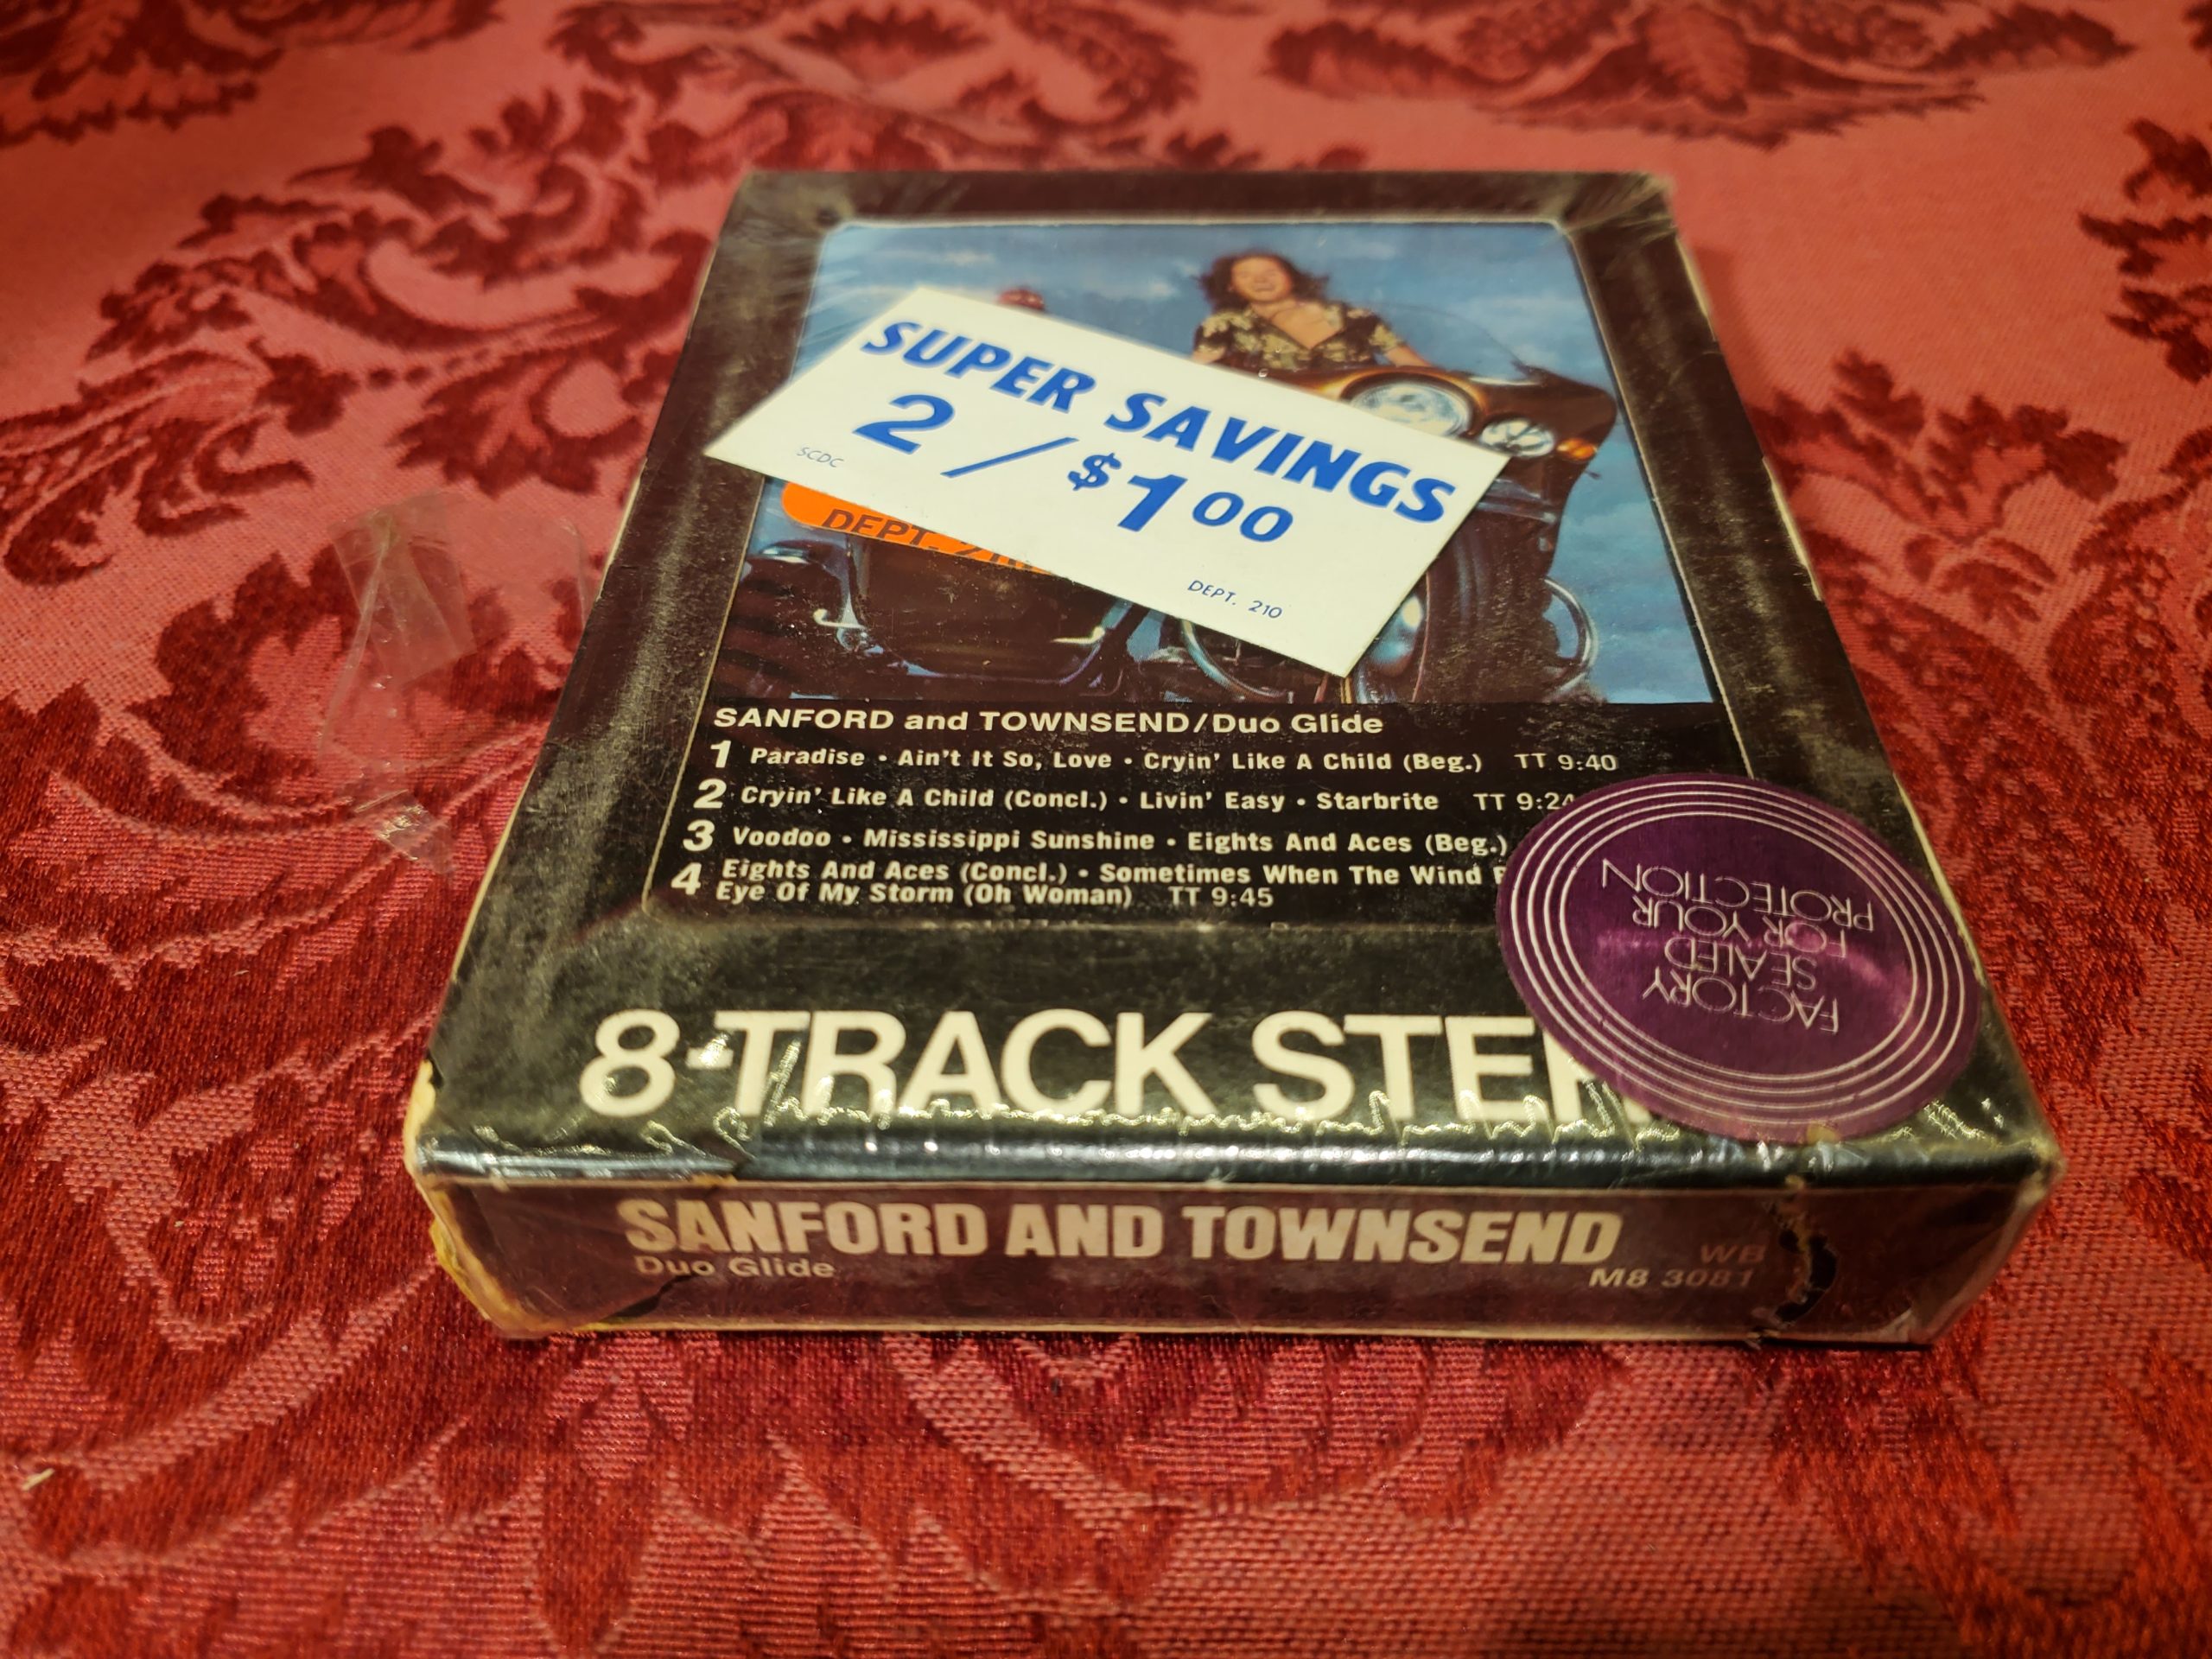 SUPER SAVINGS
2/$1 00
SCDC
DEPT. 210
DEPT.
SANFORD and TOWNSEND/Duo Glide
1 Paradise • Ain't It So, Love • Cryin' Like A Child (Beg.) TT 9:40
2 Cryin' Like A Child (Concl.) • Livin' Easy • Starbrite TT 9:24
3 Voodoo • Mississippi Sunshine • Eights And Aces (Beg.)
4 Eights And Aces (Concl.) • Sometimes When The Wind
Eye Of My Storm (Oh Woman) TT 9:45
FACTORY
SEALED
FOR YOUR
PROTECTION
8-TRACK STER
SANFORD AND TOWNSEND
Duo Glide
WB
M8 3081